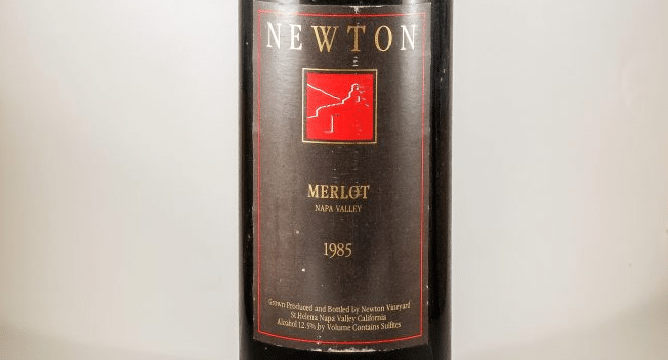 NEWTON
MERLOT
NAPA VALLEY
1985
Grown Produced and Bottled by Newton Vineyard
St Helena Napa Valley California
Alcohol 12.5% by Volume Contains Sulfites